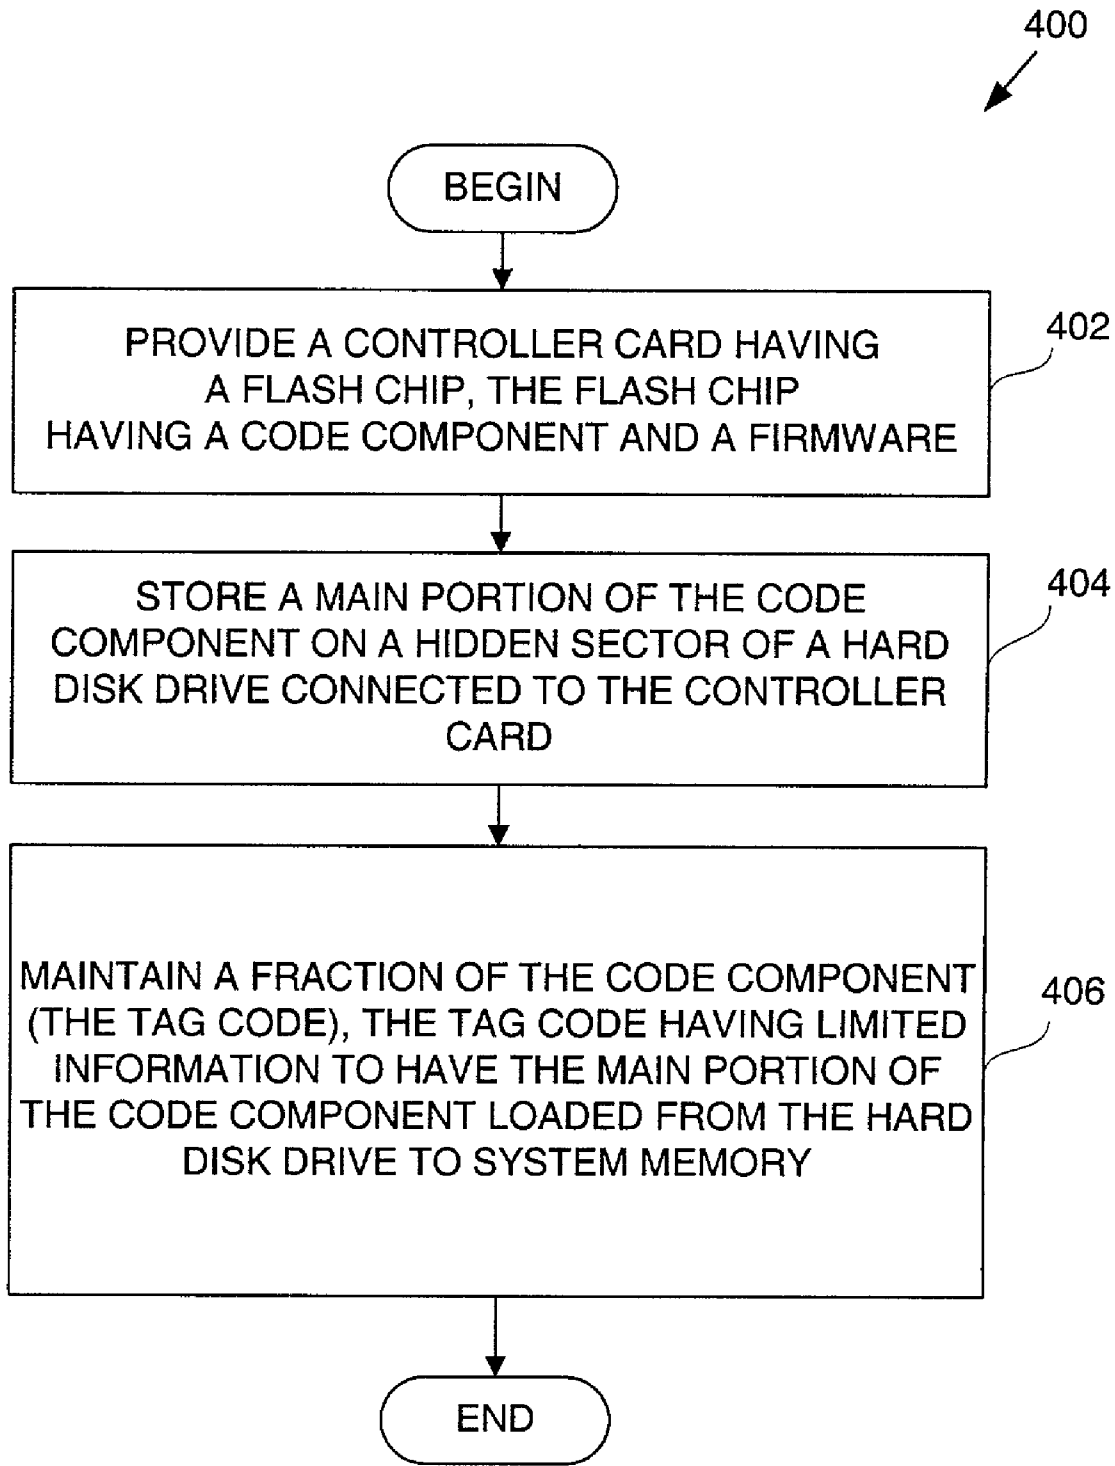 400
BEGIN
PROVIDE A CONTROLLER CARD HAVING
A FLASH CHIP, THE FLASH CHIP
HAVING A CODE COMPONENT AND A FIRMWARE
402
STORE A MAIN PORTION OF THE CODE
COMPONENT ON A HIDDEN SECTOR OF A HARD
DISK DRIVE CONNECTED TO THE CONTROLLER
CARD
404
MAINTAIN A FRACTION OF THE CODE COMPONENT
(THE TAG CODE), THE TAG CODE HAVING LIMITED
INFORMATION TO HAVE THE MAIN PORTION OF
THE CODE COMPONENT LOADED FROM THE HARD
DISK DRIVE TO SYSTEM MEMORY
406
END